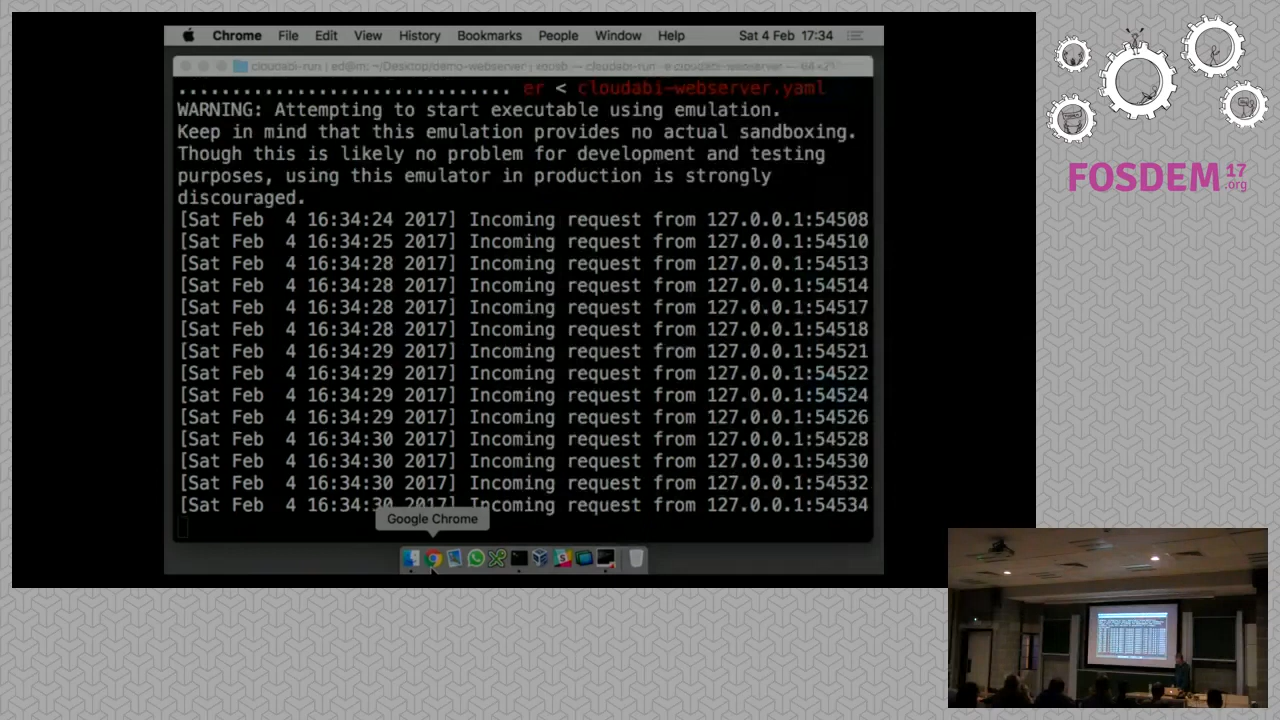 Chrome File Edit View History Bookmarks People Window Help Sat 4 Feb 17:34
cloudabi-run
............................... er < cloudabi-webserver.yaml
WARNING: Attempting to start executable using emulation.
Keep in mind that this emulation provides no actual sandboxing.
Though this is likely no problem for development and testing
purposes, using this emulator in production is strongly
discouraged.
[Sat Feb  4 16:34:24 2017] Incoming request from 127.0.0.1:54508
[Sat Feb  4 16:34:25 2017] Incoming request from 127.0.0.1:54510
[Sat Feb  4 16:34:28 2017] Incoming request from 127.0.0.1:54513
[Sat Feb  4 16:34:28 2017] Incoming request from 127.0.0.1:54514
[Sat Feb  4 16:34:28 2017] Incoming request from 127.0.0.1:54517
[Sat Feb  4 16:34:28 2017] Incoming request from 127.0.0.1:54518
[Sat Feb  4 16:34:29 2017] Incoming request from 127.0.0.1:54521
[Sat Feb  4 16:34:29 2017] Incoming request from 127.0.0.1:54522
[Sat Feb  4 16:34:29 2017] Incoming request from 127.0.0.1:54524
[Sat Feb  4 16:34:29 2017] Incoming request from 127.0.0.1:54526
[Sat Feb  4 16:34:30 2017] Incoming request from 127.0.0.1:54528
[Sat Feb  4 16:34:30 2017] Incoming request from 127.0.0.1:54530
[Sat Feb  4 16:34:30 2017] Incoming request from 127.0.0.1:54532
[Sat Feb  4 16:34:30 2017] Incoming request from 127.0.0.1:54534
Google Chrome
FOSDEM 17
.org